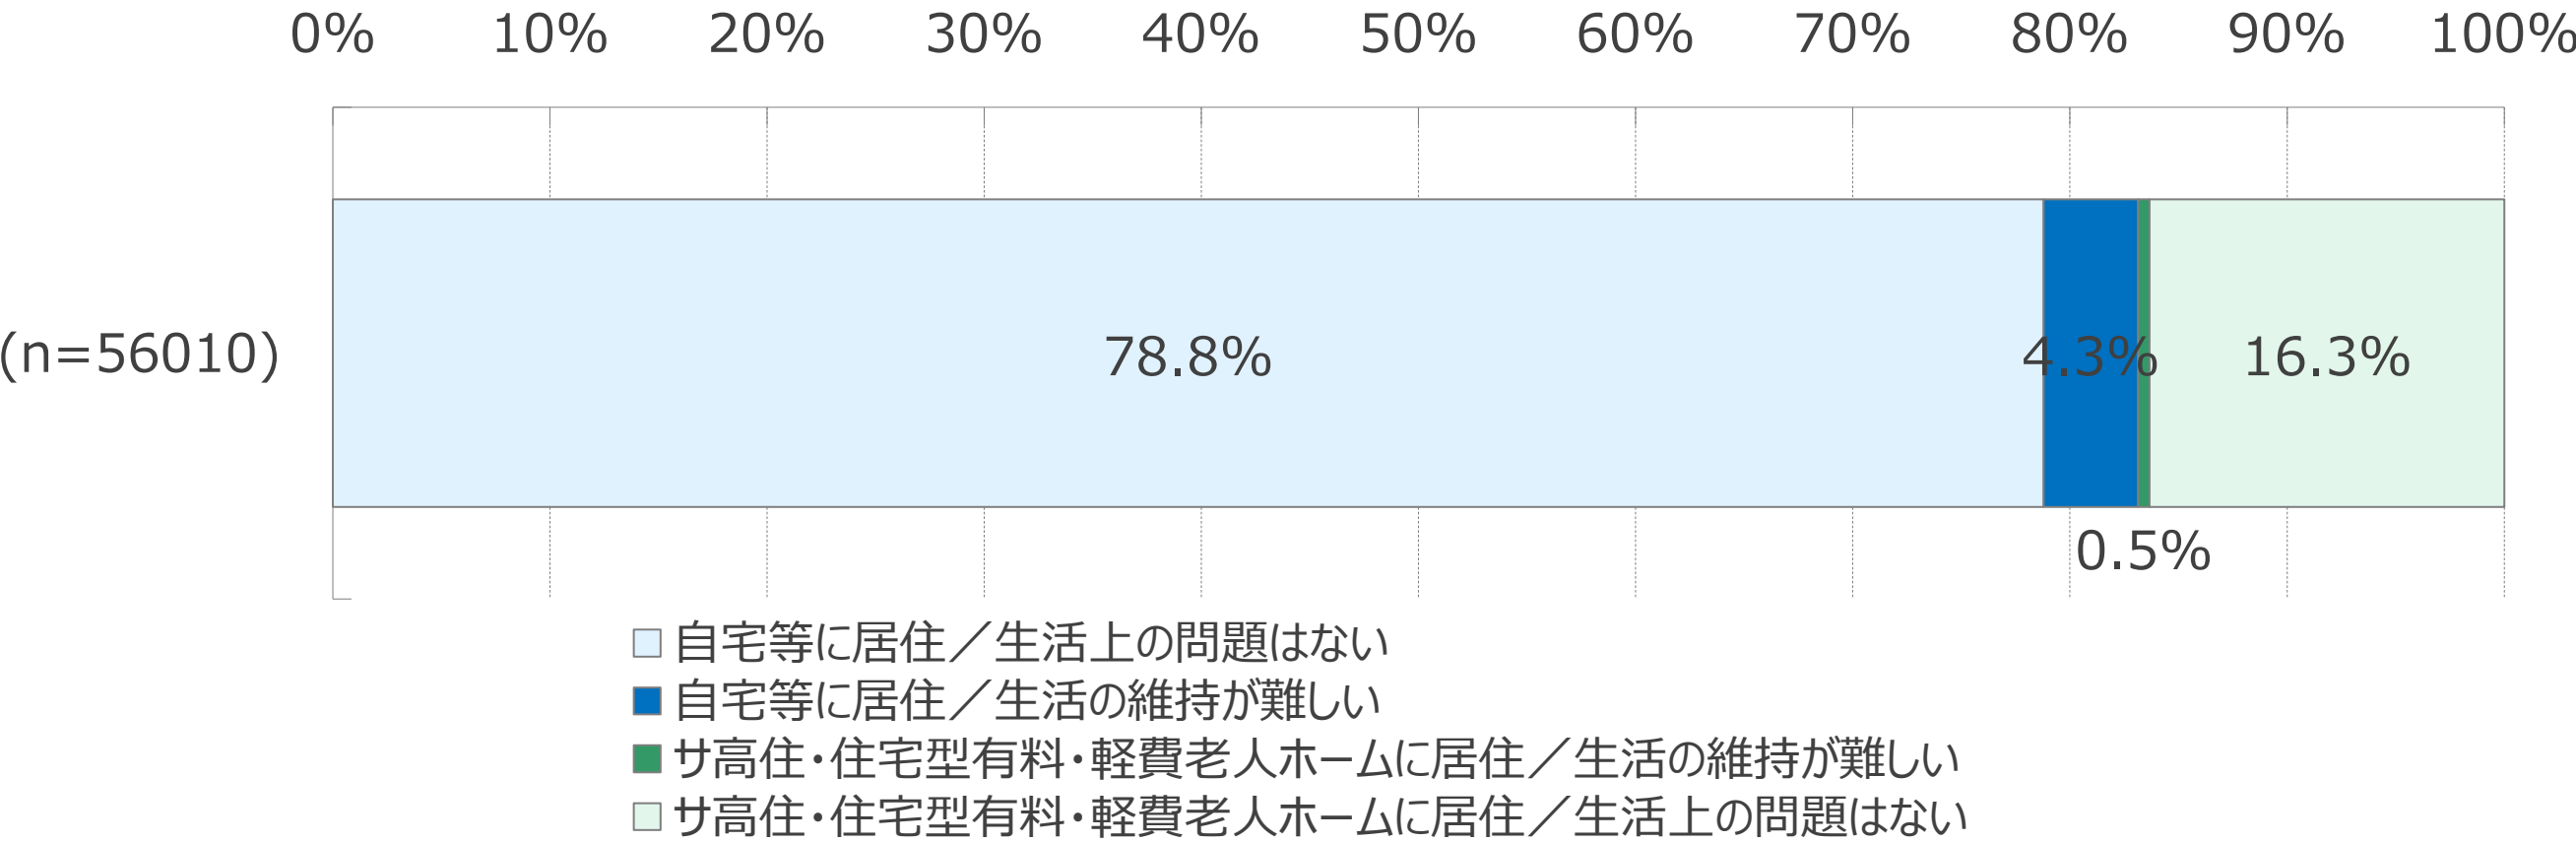 0% 10% 20% 30% 40% 50% 60% 70% 80% 90% 100%
(n=56010) 78.8% 4.3% 16.3%
0.5%
自宅等に居住／生活上の問題はない
自宅等に居住／生活の維持が難しい
サ高住・住宅型有料・軽費老人ホームに居住／生活の維持が難しい
サ高住・住宅型有料・軽費老人ホームに居住／生活上の問題はない